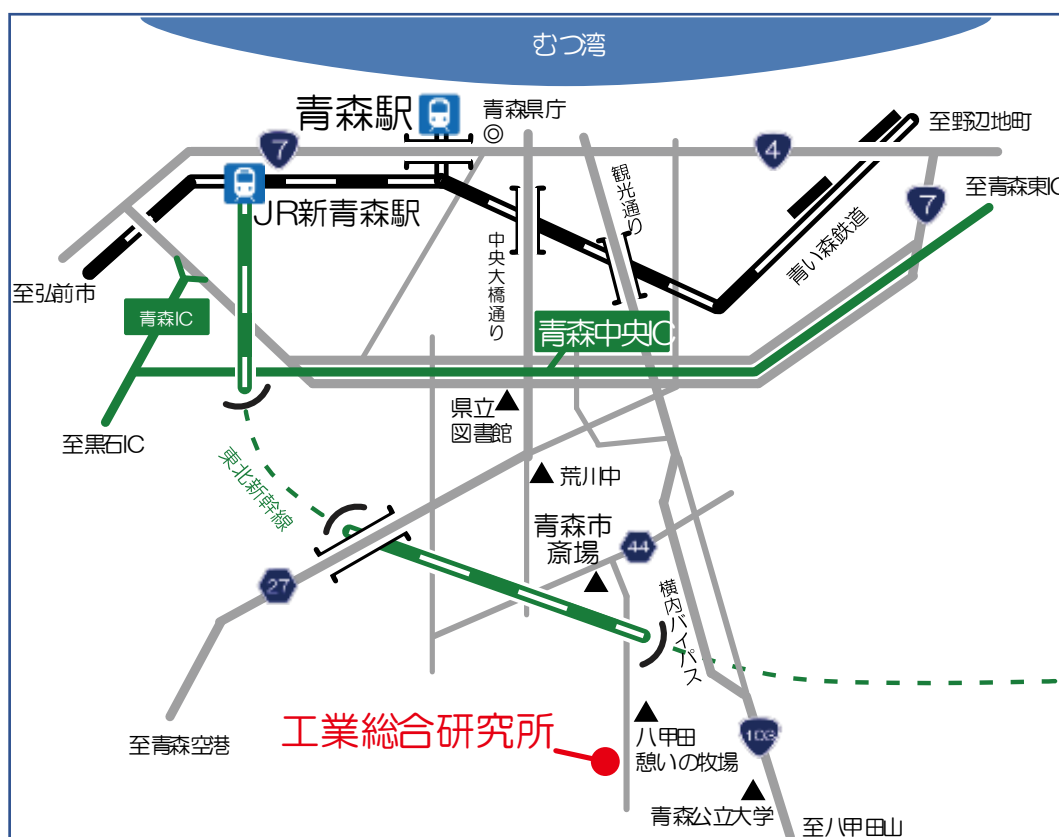 むつ湾
青森県庁
青森駅
至野辺地町
7
4
観光通り
至青森東IC
7
JR新青森駅
中央大橋通り
青い森鉄道
至弘前市
青森IC
青森中央IC
県立
図書館
至黒石IC
東北新幹線
荒川中
青森市
斎場
44
27
横内バイパス
工業総合研究所
至青森空港
八甲田
憩いの牧場
103
青森公立大学
至八甲田山